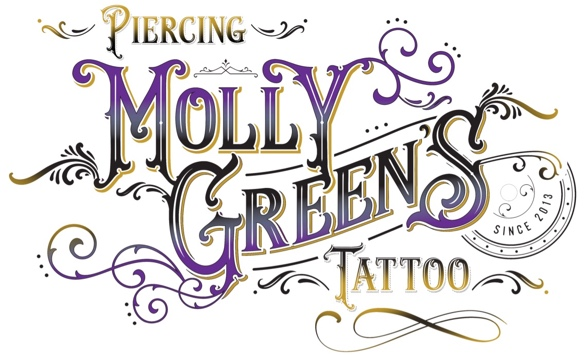 PIERCING
MOLLY
GREEN'S
SINCE 2013
TATTOO